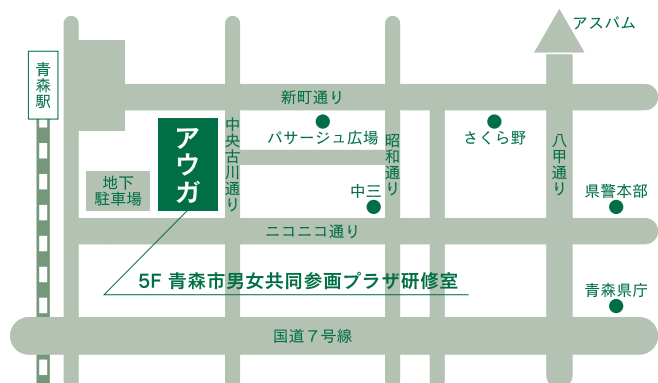 アスパム
青森駅
新町通り
アウガ
中央古川通り
パサージュ広場
昭和通り
さくら野
八甲通り
地下
駐車場
中三
県警本部
ニコニコ通り
5F 青森市男女共同参画プラザ研修室
青森県庁
国道７号線